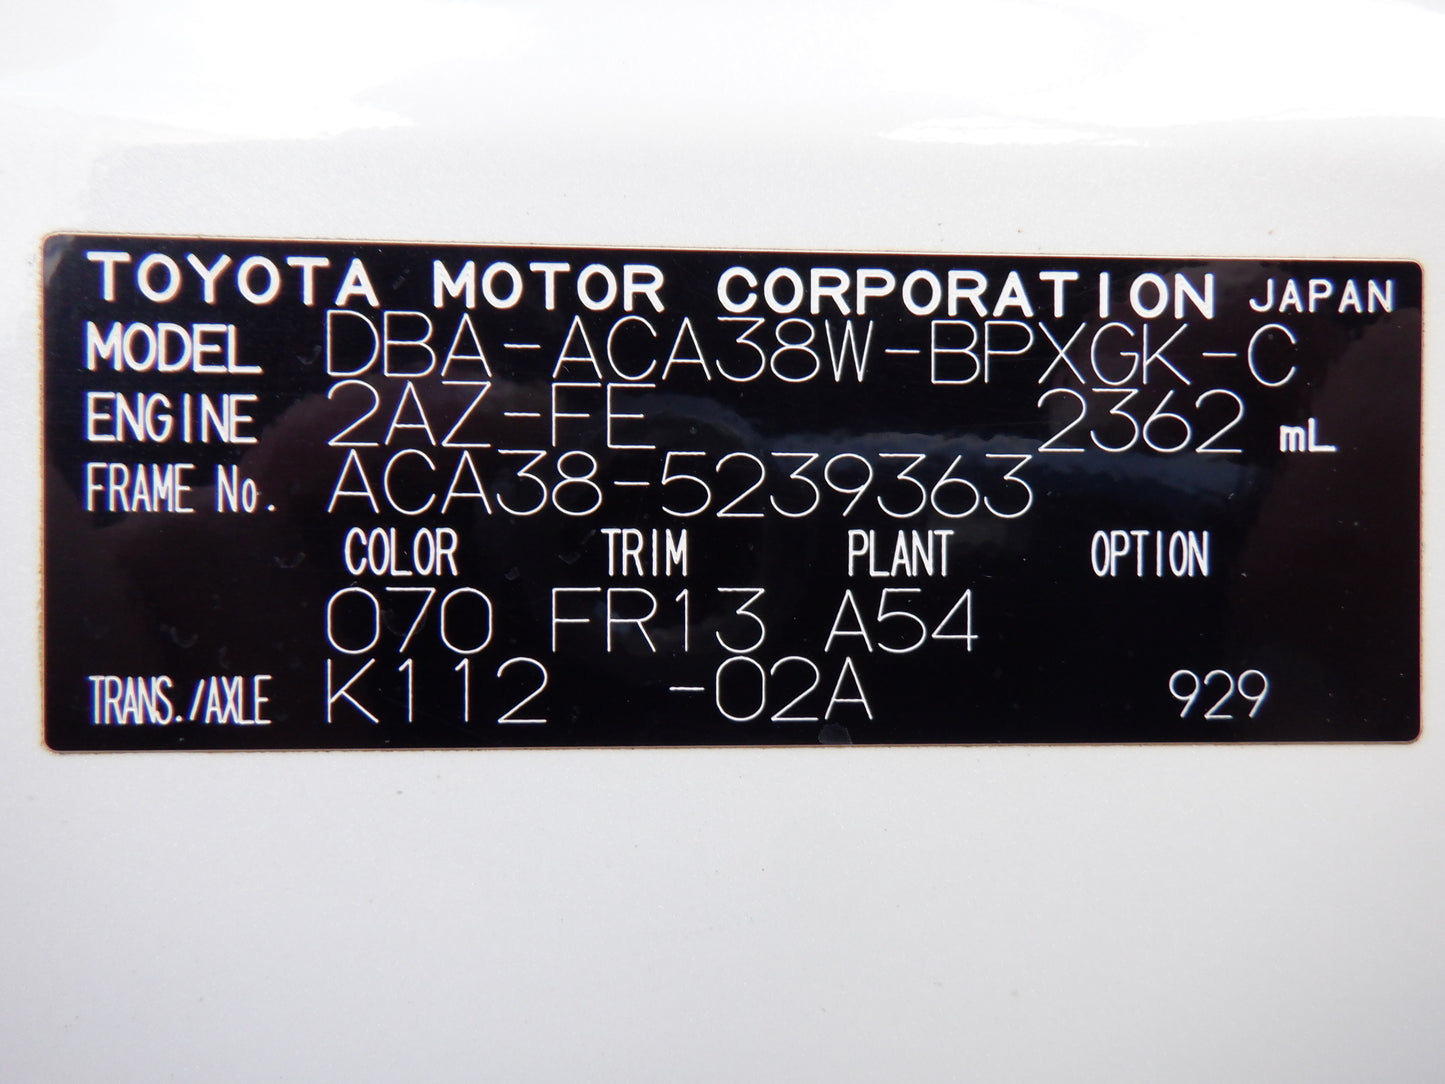 TOYOTA MOTOR CORPORATION JAPAN
MODEL DBA-ACA38W-BPXGK-C
ENGINE 2AZ-FE 2362 mL
FRAME No. ACA38-5239363
COLOR TRIM PLANT OPTION
070 FR13 A54
TRANS./AXLE K112 -02A 929